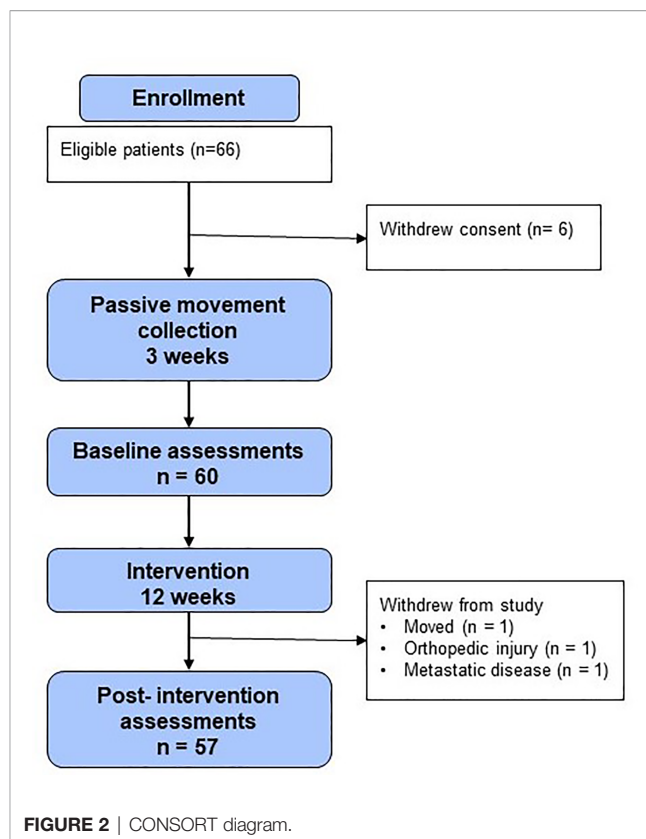 Enrollment
Eligible patients (n=66)
Withdrew consent (n= 6)
Passive movement
collection
3 weeks
Baseline assessments
n = 60
Intervention
12 weeks
Withdrew from study
• Moved (n = 1)
• Orthopedic injury (n = 1)
• Metastatic disease (n = 1)
Post- intervention
assessments
n = 57
FIGURE 2 | CONSORT diagram.